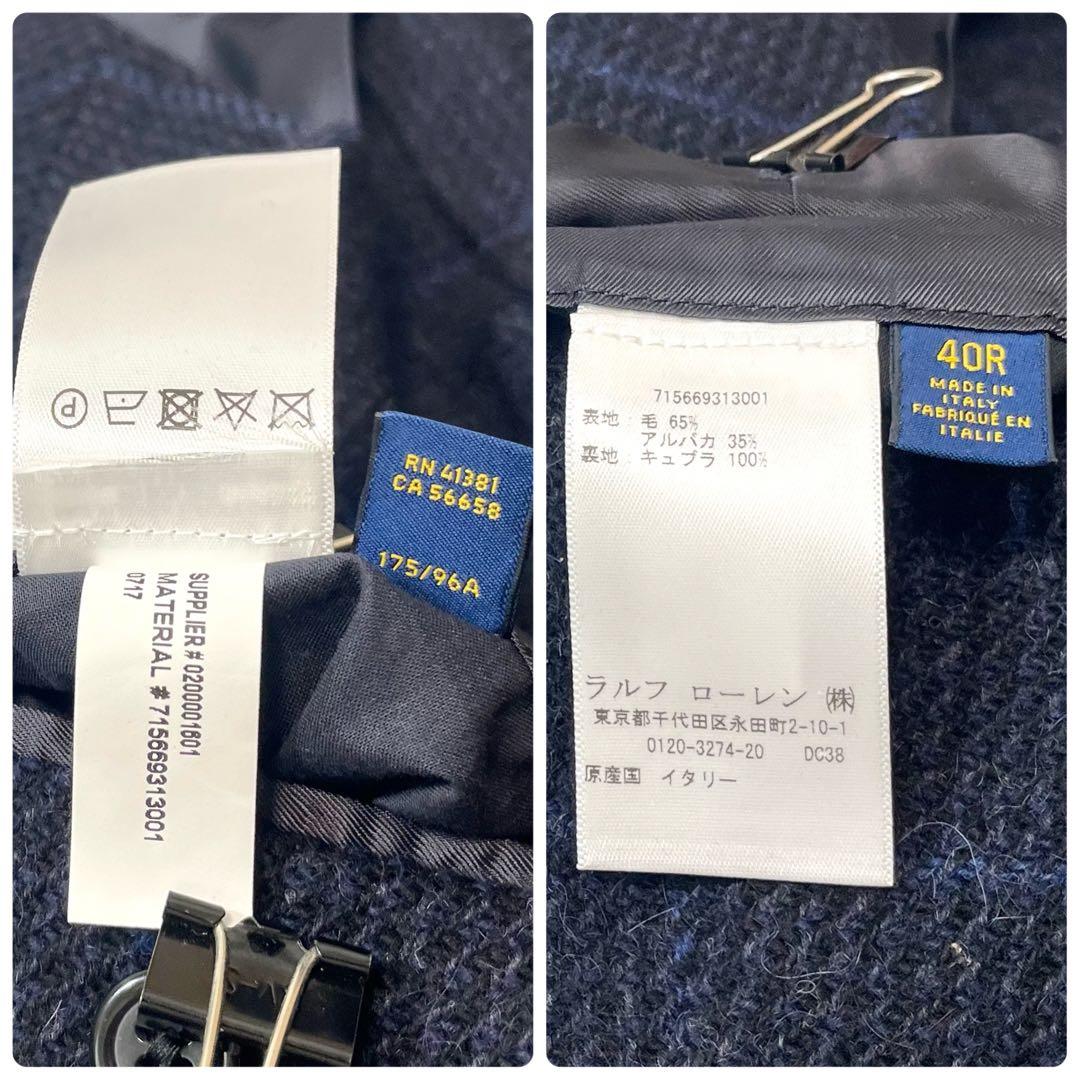 P
RN 41381
CA 56658
175/96A
SUPPLIER # 0200001601
MATERIAL # 715669313001
0717
715669313001
表地 : 毛 65%
アルパカ 35%
裏地 : キュプラ 100%
ラルフ ローレン ㈱
東京都千代田区永田町2-10-1
0120-3274-20 DC38
原産国 イタリー
40R
MADE IN
ITALY
FABRIQUÉ EN
ITALIE